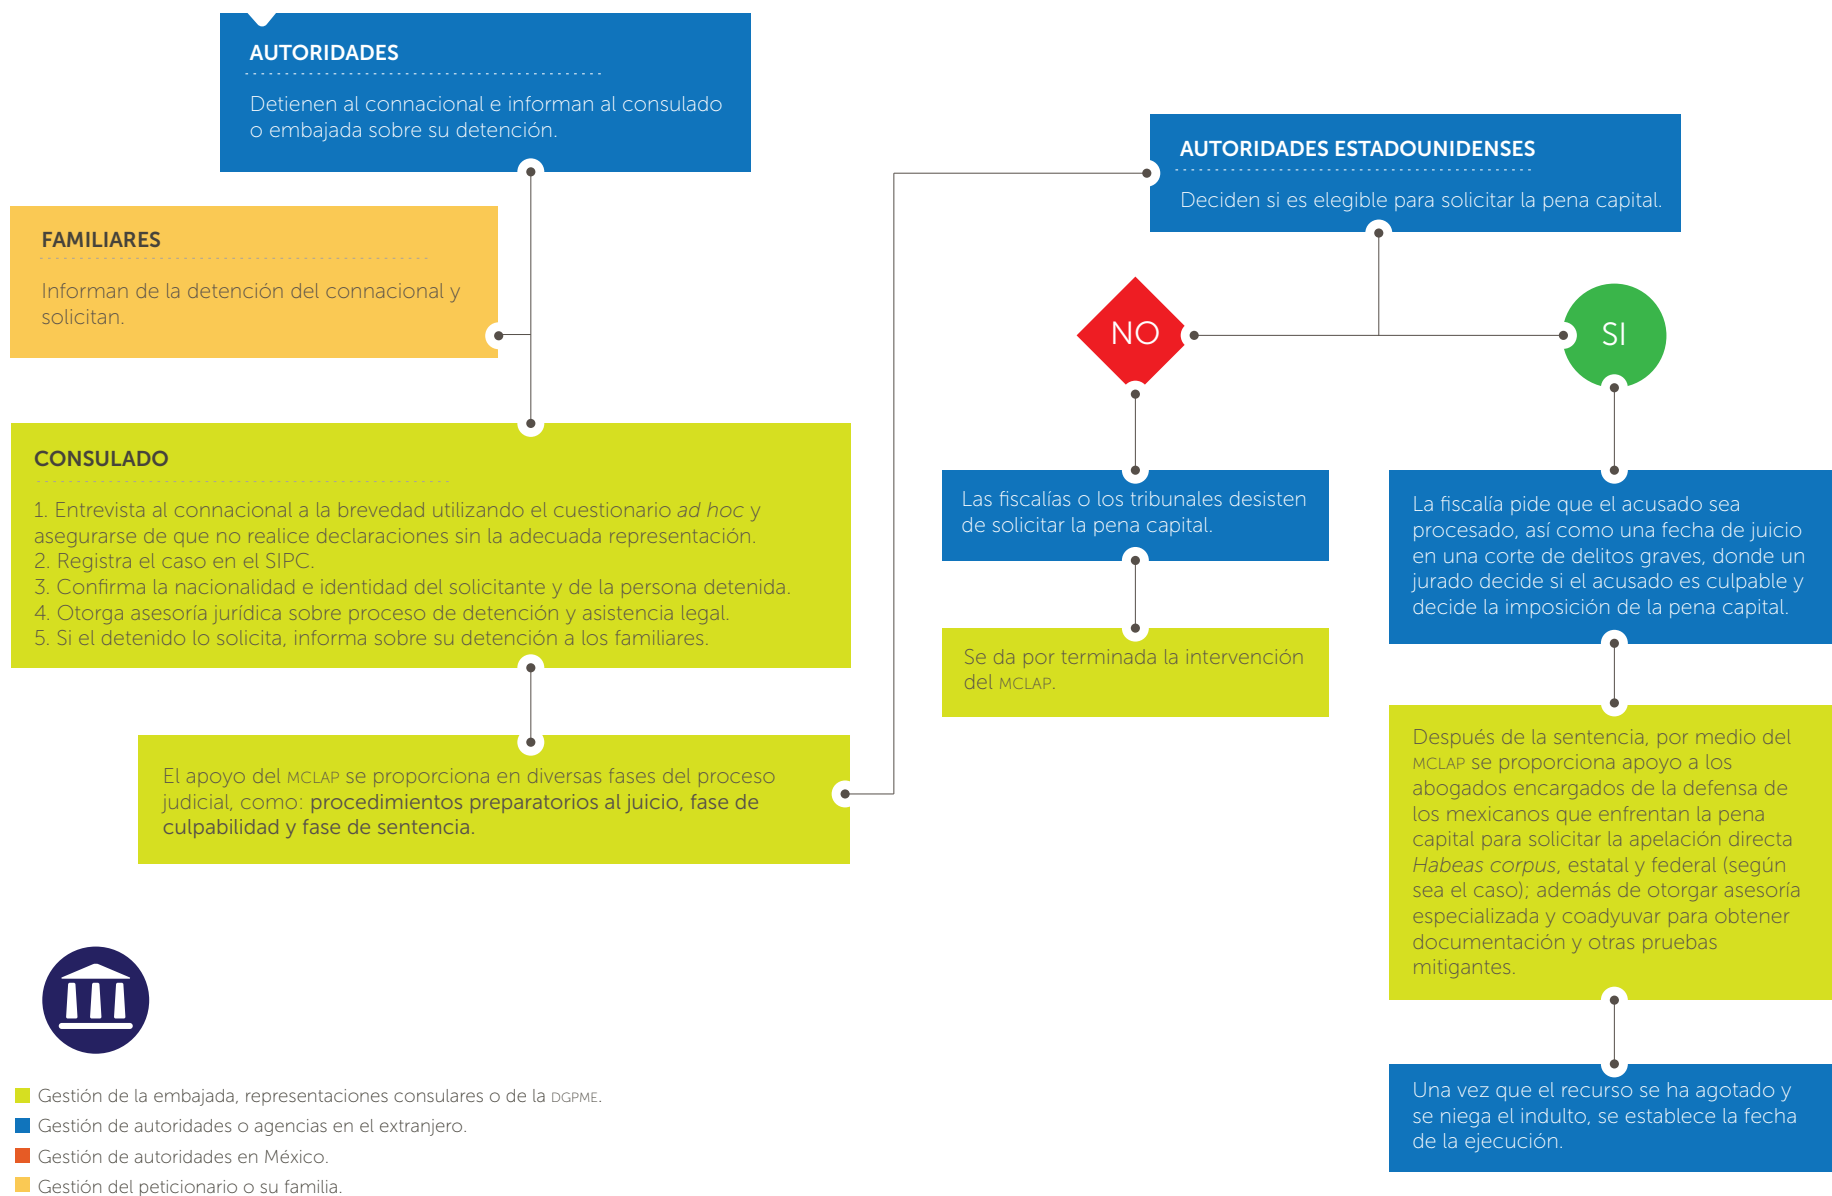 AUTORIDADES
Detienen al connacional e informan al consulado
o embajada sobre su detención.
FAMILIARES
Informan de la detención del connacional y
solicitan.
CONSULADO
1. Entrevista al connacional a la brevedad utilizando el cuestionario ad hoc y
asegurarse de que no realice declaraciones sin la adecuada representación.
2. Registra el caso en el SIPC.
3. Confirma la nacionalidad e identidad del solicitante y de la persona detenida.
4. Otorga asesoría jurídica sobre proceso de detención y asistencia legal.
5. Si el detenido lo solicita, informa sobre su detención a los familiares.
El apoyo del MCLAP se proporciona en diversas fases del proceso
judicial, como: procedimientos preparatorios al juicio, fase de
culpabilidad y fase de sentencia.
AUTORIDADES ESTADOUNIDENSES
Deciden si es elegible para solicitar la pena capital.
NO
Las fiscalías o los tribunales desisten
de solicitar la pena capital.
Se da por terminada la intervención
del MCLAP.
SI
La fiscalía pide que el acusado sea
procesado, así como una fecha de juicio
en una corte de delitos graves, donde un
jurado decide si el acusado es culpable y
decide la imposición de la pena capital.
Después de la sentencia, por medio del
MCLAP se proporciona apoyo a los
abogados encargados de la defensa de
los mexicanos que enfrentan la pena
capital para solicitar la apelación directa
Habeas corpus, estatal y federal (según
sea el caso); además de otorgar asesoría
especializada y coadyuvar para obtener
documentación y otras pruebas
mitigantes.
Una vez que el recurso se ha agotado y
se niega el indulto, se establece la fecha
de la ejecución.
Gestión de la embajada, representaciones consulares o de la DGPME.
Gestión de autoridades o agencias en el extranjero.
Gestión de autoridades en México.
Gestión del peticionario o su familia.